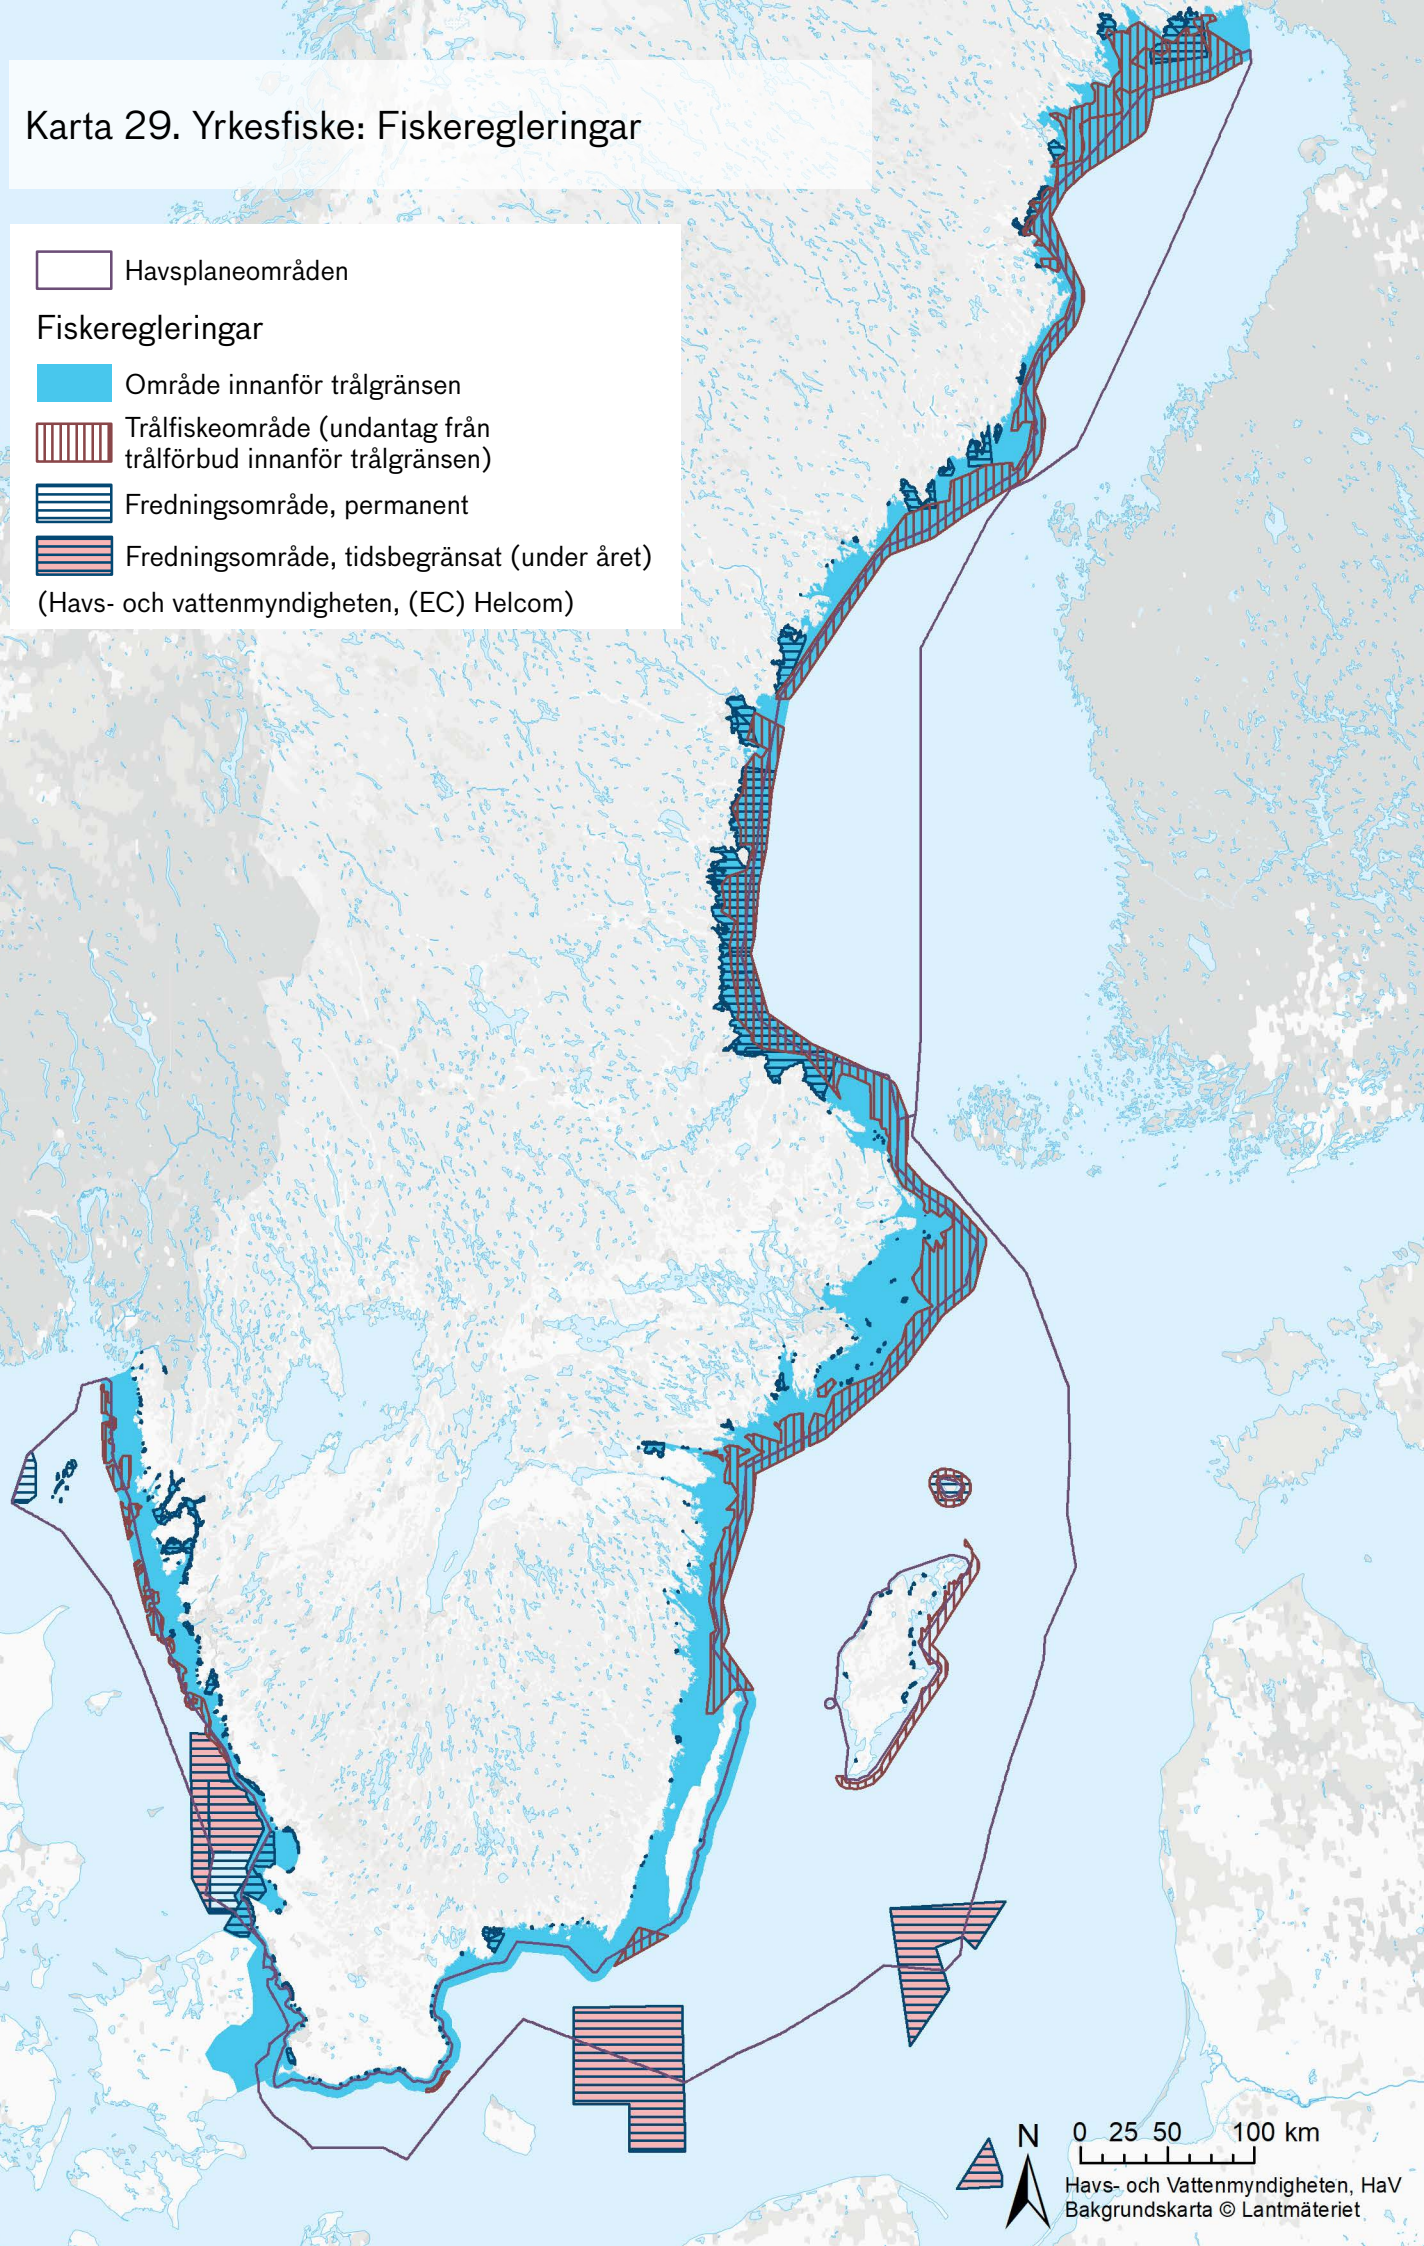 Karta 29. Yrkesfiske: Fiskeregleringar
Havsplaneområden
Fiskeregleringar
Område innanför trålgränsen
Trålfiskeområde (undantag från
trålförbud innanför trålgränsen)
Fredningsområde, permanent
Fredningsområde, tidsbegränsat (under året)
(Havs- och vattenmyndigheten, (EC) Helcom)
N
0 25 50 100 km
Havs- och Vattenmyndigheten, HaV
Bakgrundskarta © Lantmäteriet